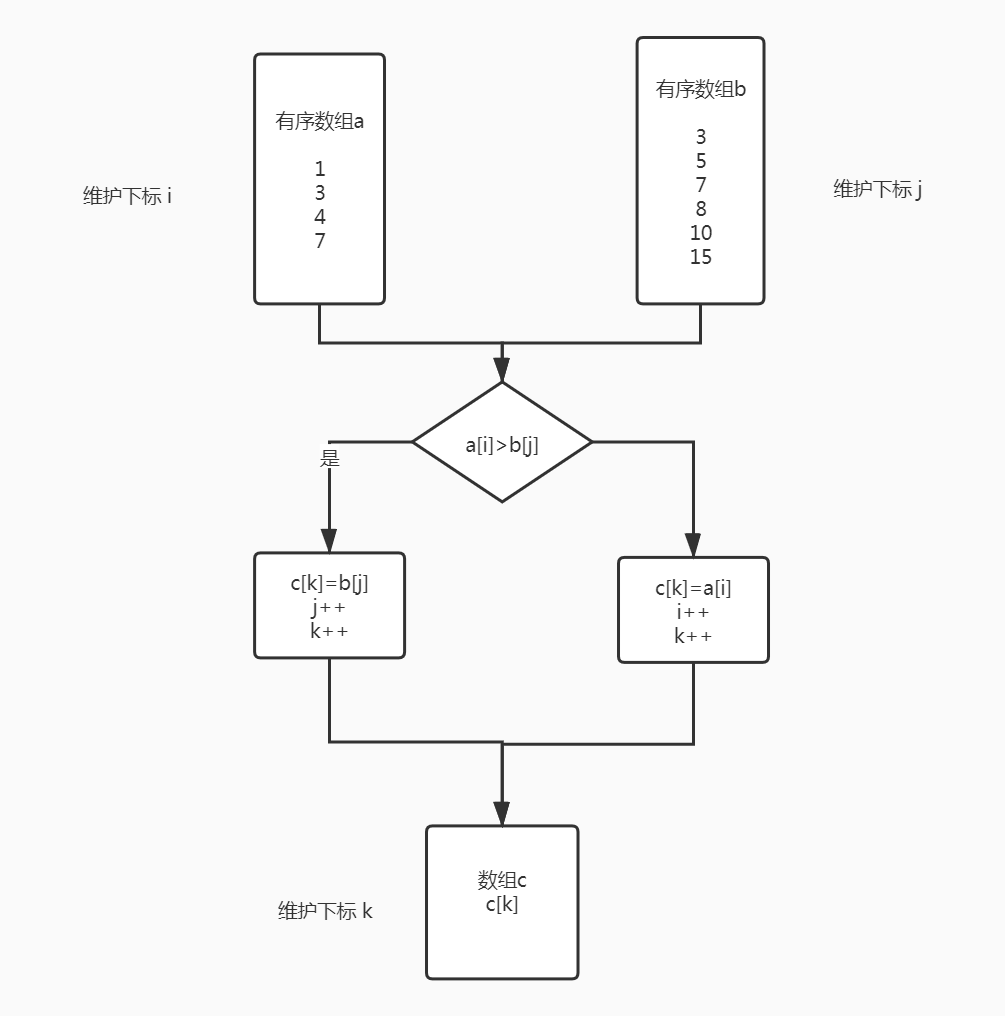 有序数组a
1
3
4
7
有序数组b
3
5
7
8
10
15
维护下标 i
维护下标 j
a[i]>b[j]
是
c[k]=b[j]
j++
k++
c[k]=a[i]
i++
k++
数组c
c[k]
维护下标 k